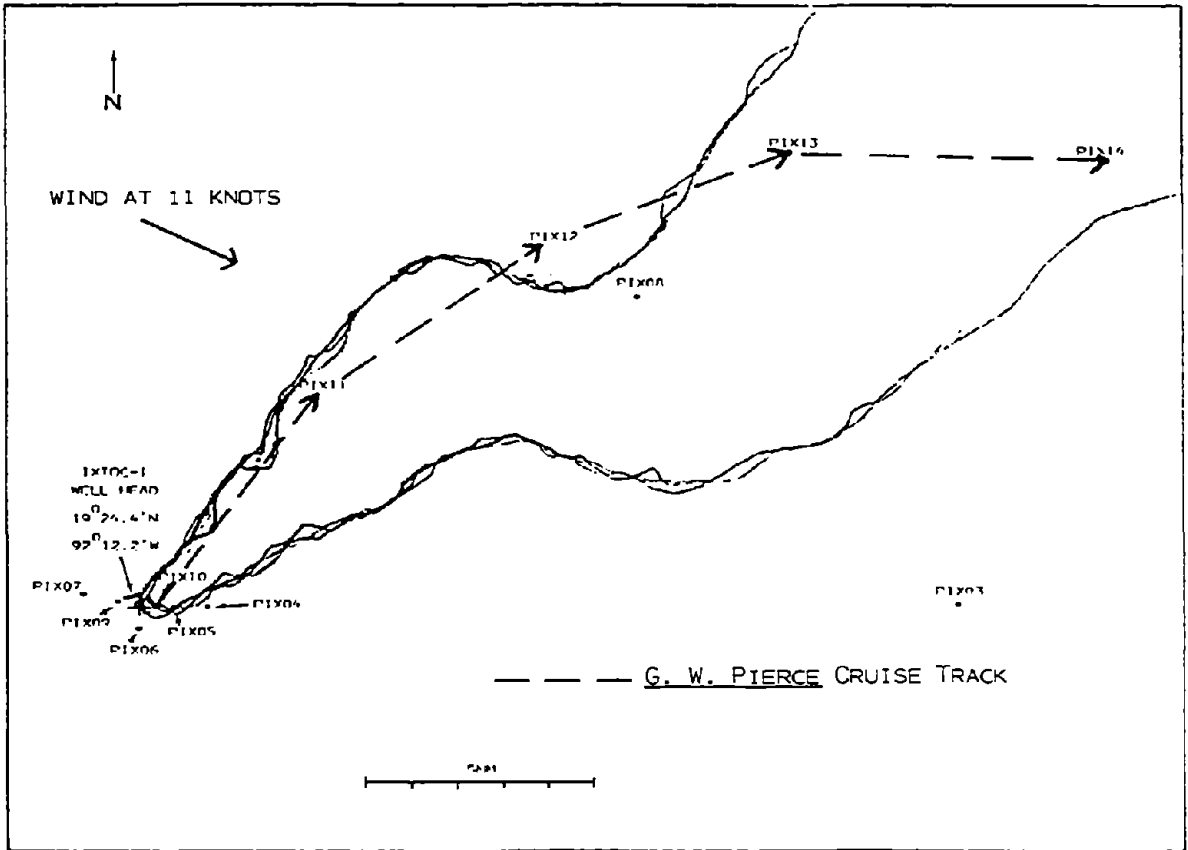 N
WIND AT 11 KNOTS
PIX13
PIX14
PIX12
PIX08
PIX11
IXTOC-I
WELL HEAD
19°24.4'N
92°12.2'W
PIX10
PIX07
PIX04
PIX03
PIX09
PIX05
PIX06
G. W. PIERCE CRUISE TRACK